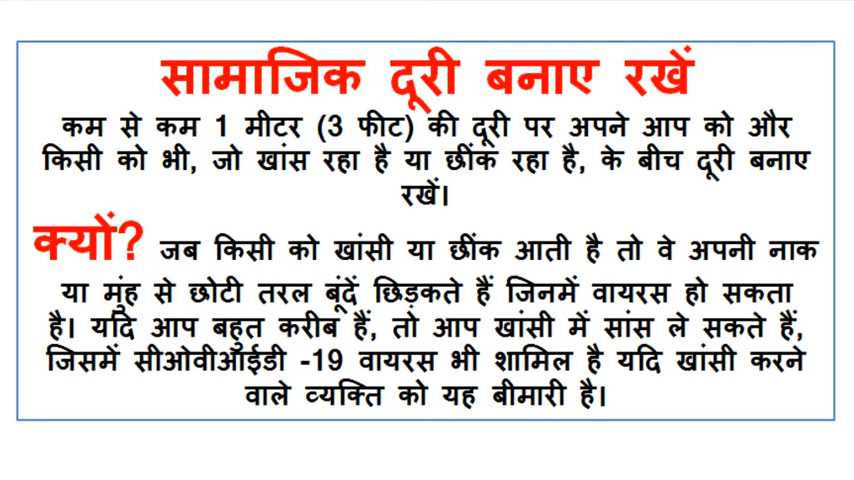 सामाजिक दूरी बनाए रखें
कम से कम 1 मीटर (3 फीट) की दूरी पर अपने आप को और
किसी को भी, जो खांस रहा है या छींक रहा है, के बीच दूरी बनाए
रखें।
क्यों? जब किसी को खांसी या छींक आती है तो वे अपनी नाक
या मुंह से छोटी तरल बूंदें छिड़कते हैं जिनमें वायरस हो सकता
है। यदि आप बहुत करीब हैं, तो आप खांसी में सांस ले सकते हैं,
जिसमें सीओवीआईडी -19 वायरस भी शामिल है यदि खांसी करने
वाले व्यक्ति को यह बीमारी है।